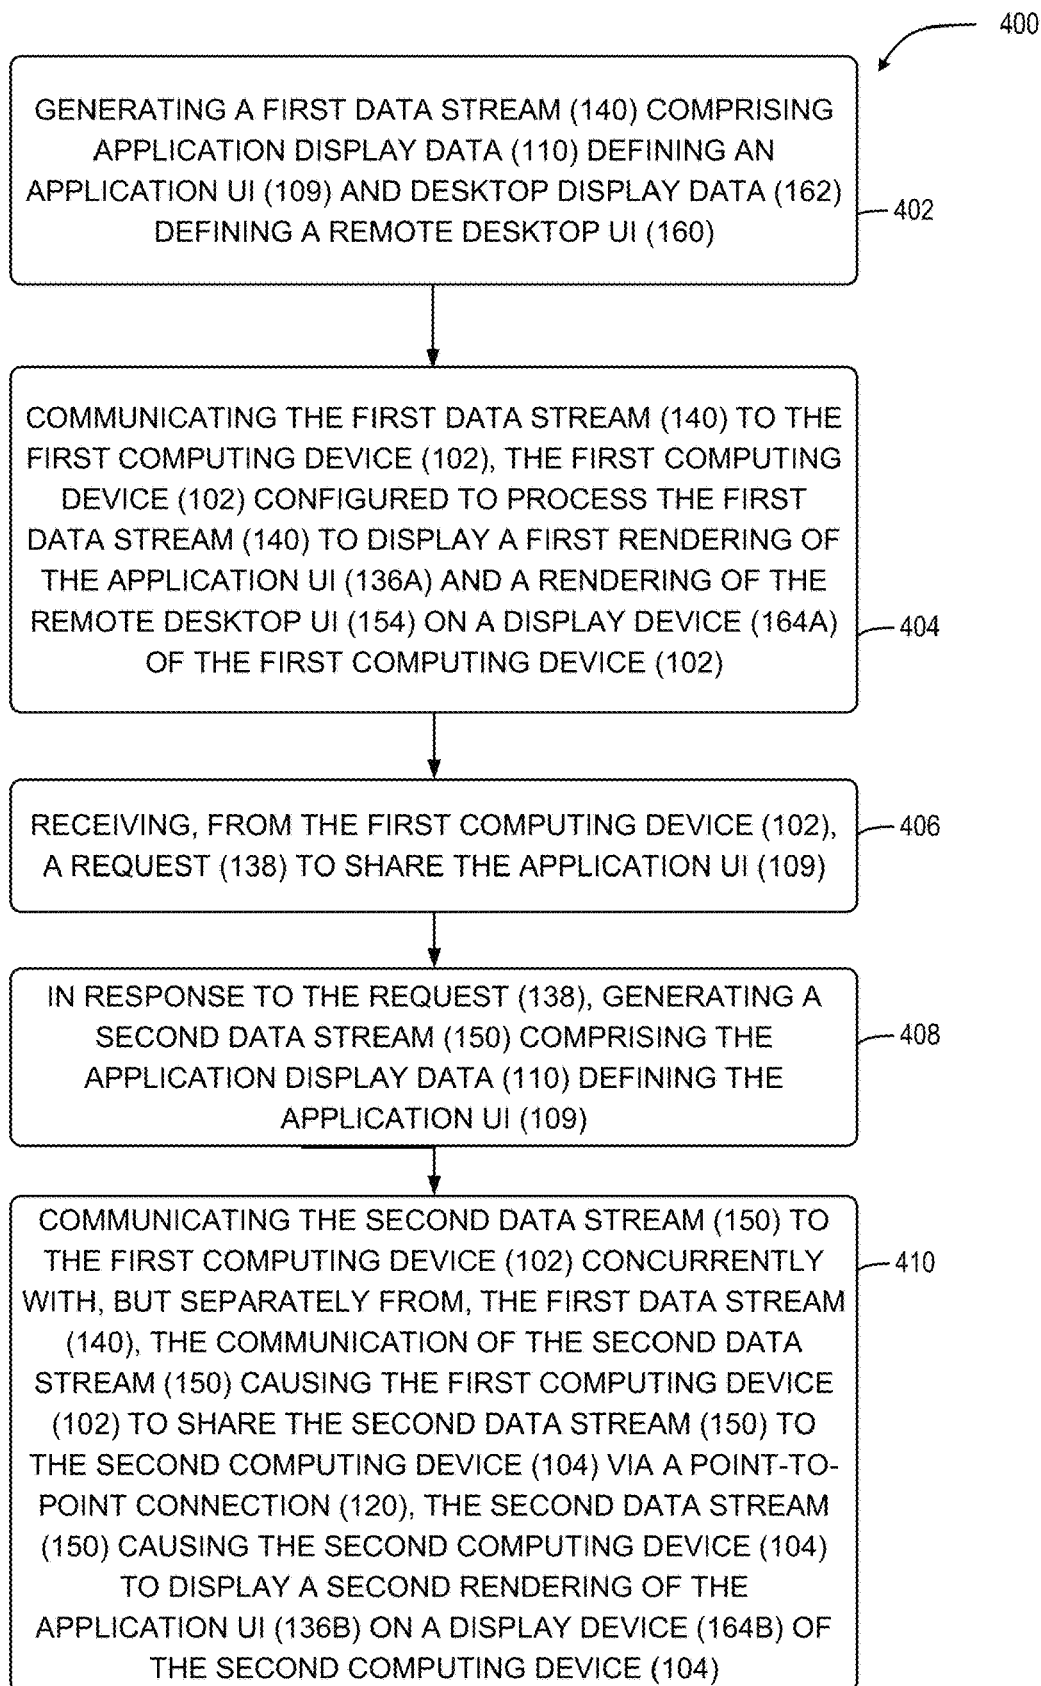 400
GENERATING A FIRST DATA STREAM (140) COMPRISING
APPLICATION DISPLAY DATA (110) DEFINING AN
APPLICATION UI (109) AND DESKTOP DISPLAY DATA (162)
DEFINING A REMOTE DESKTOP UI (160)
402
COMMUNICATING THE FIRST DATA STREAM (140) TO THE
FIRST COMPUTING DEVICE (102), THE FIRST COMPUTING
DEVICE (102) CONFIGURED TO PROCESS THE FIRST
DATA STREAM (140) TO DISPLAY A FIRST RENDERING OF
THE APPLICATION UI (136A) AND A RENDERING OF THE
REMOTE DESKTOP UI (154) ON A DISPLAY DEVICE (164A)
OF THE FIRST COMPUTING DEVICE (102)
404
RECEIVING, FROM THE FIRST COMPUTING DEVICE (102),
A REQUEST (138) TO SHARE THE APPLICATION UI (109)
406
IN RESPONSE TO THE REQUEST (138), GENERATING A
SECOND DATA STREAM (150) COMPRISING THE
APPLICATION DISPLAY DATA (110) DEFINING THE
APPLICATION UI (109)
408
COMMUNICATING THE SECOND DATA STREAM (150) TO
THE FIRST COMPUTING DEVICE (102) CONCURRENTLY
WITH, BUT SEPARATELY FROM, THE FIRST DATA STREAM
(140), THE COMMUNICATION OF THE SECOND DATA
STREAM (150) CAUSING THE FIRST COMPUTING DEVICE
(102) TO SHARE THE SECOND DATA STREAM (150) TO
THE SECOND COMPUTING DEVICE (104) VIA A POINT-TO-
POINT CONNECTION (120), THE SECOND DATA STREAM
(150) CAUSING THE SECOND COMPUTING DEVICE (104)
TO DISPLAY A SECOND RENDERING OF THE
APPLICATION UI (136B) ON A DISPLAY DEVICE (164B) OF
THE SECOND COMPUTING DEVICE (104)
410